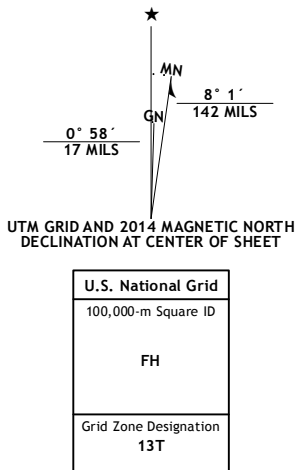 ★
MN
GN
8° 1´
142 MILS
0° 58´
17 MILS
UTM GRID AND 2014 MAGNETIC NORTH
DECLINATION AT CENTER OF SHEET
U.S. National Grid
100,000-m Square ID
FH
Grid Zone Designation
13T